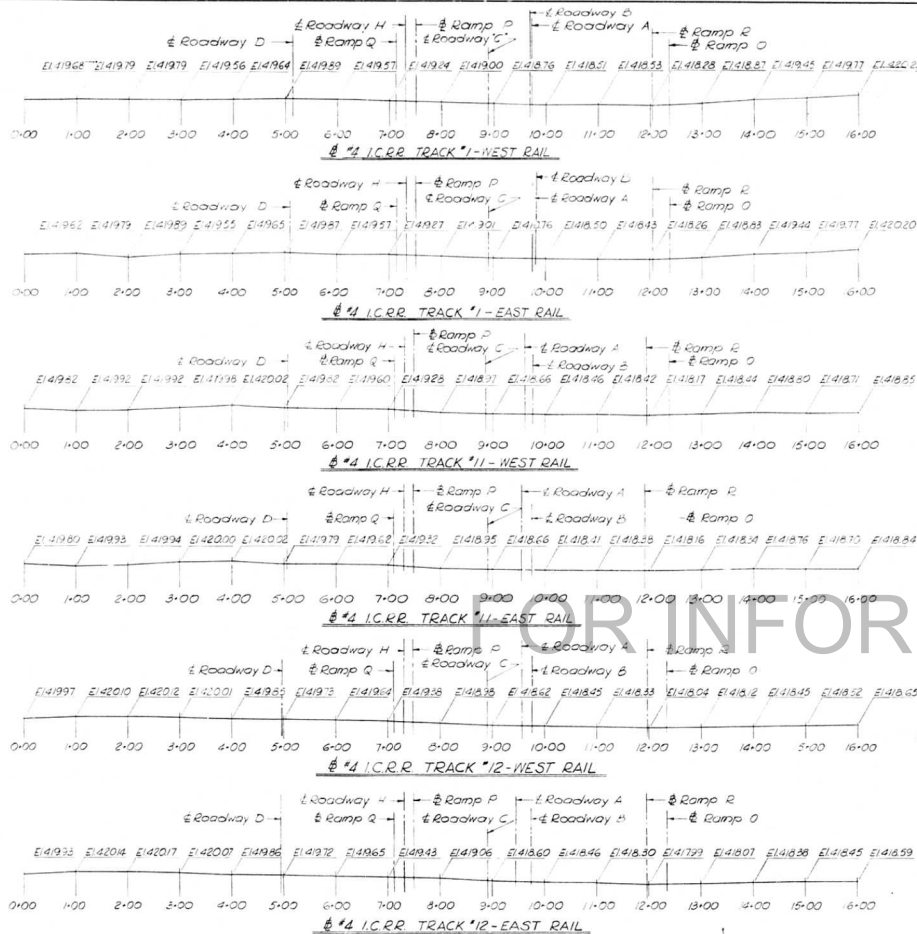 ℄ Roadway B
℄ Roadway H ℄ Ramp P ℄ Roadway A ℄ Ramp R
℄ Roadway D ℄ Ramp Q ℄ Roadway "C" ℄ Ramp O
El.419.68 El.419.79 El.419.79 El.419.56 El.419.64 El.419.89 El.419.57 El.419.24 El.419.00 El.418.76 El.418.51 El.418.53 El.418.28 El.418.87 El.419.45 El.419.77
0+00 1+00 2+00 3+00 4+00 5+00 6+00 7+00 8+00 9+00 10+00 11+00 12+00 13+00 14+00 15+00 16+00
℄ #4 I.C.R.R. TRACK #1-WEST RAIL
℄ Roadway H ℄ Ramp P ℄ Ramp R
℄ Roadway D ℄ Ramp Q ℄ Roadway C ℄ Roadway A ℄ Ramp O
El.419.62 El.419.79 El.419.89 El.419.55 El.419.65 El.419.87 El.419.57 El.419.27 El.418.50 El.418.43 El.418.26 El.418.83 El.419.44 El.419.77 El.420.20
0+00 1+00 2+00 3+00 4+00 5+00 6+00 7+00 8+00 9+00 10+00 11+00 12+00 13+00 14+00 15+00 16+00
℄ #4 I.C.R.R. TRACK #1-EAST RAIL
℄ Ramp P
℄ Roadway H ℄ Roadway C ℄ Roadway A ℄ Ramp R
℄ Roadway D ℄ Ramp Q ℄ Roadway B ℄ Ramp O
El.419.82 El.419.92 El.419.92 El.419.98 El.420.02 El.419.82 El.419.60 El.419.28 El.418.97 El.418.66 El.418.46 El.418.42 El.418.17 El.418.44 El.418.80 El.418.71 El.418.85
0+00 1+00 2+00 3+00 4+00 5+00 6+00 7+00 8+00 9+00 10+00 11+00 12+00 13+00 14+00 15+00 16+00
℄ #4 I.C.R.R. TRACK #11-WEST RAIL
℄ Roadway H ℄ Ramp P ℄ Roadway A ℄ Ramp R
℄ Roadway C
℄ Roadway D ℄ Ramp Q ℄ Roadway B ℄ Ramp O
El.419.80 El.419.93 El.419.94 El.420.00 El.420.02 El.419.79 El.419.62 El.419.32 El.418.95 El.418.66 El.418.41 El.418.38 El.418.16 El.418.34 El.418.76 El.418.70 El.418.84
0+00 1+00 2+00 3+00 4+00 5+00 6+00 7+00 8+00 9+00 10+00 11+00 12+00 13+00 14+00 15+00 16+00
℄ #4 I.C.R.R. TRACK #11-EAST RAIL
FOR INFOR
℄ Roadway H ℄ Ramp P ℄ Roadway A ℄ Ramp R
℄ Roadway D ℄ Ramp Q ℄ Roadway C ℄ Roadway B ℄ Ramp O
El.419.97 El.420.10 El.420.12 El.420.01 El.419.85 El.419.73 El.419.64 El.419.38 El.418.98 El.418.62 El.418.45 El.418.33 El.418.04 El.418.12 El.418.45 El.418.52 El.418.65
0+00 1+00 2+00 3+00 4+00 5+00 6+00 7+00 8+00 9+00 10+00 11+00 12+00 13+00 14+00 5+00 16+00
℄ #4 I.C.R.R. TRACK #12-WEST RAIL
℄ Roadway H ℄ Ramp P ℄ Roadway A ℄ Ramp R
℄ Roadway D ℄ Ramp Q ℄ Roadway C ℄ Roadway B ℄ Ramp O
El.419.93 El.420.14 El.420.17 El.420.07 El.419.86 El.419.72 El.419.65 El.419.43 El.419.06 El.418.60 El.418.46 El.418.30 El.417.99 El.418.07 El.418.38 El.418.45 El.418.59
0+00 1+00 2+00 3+00 4+00 5+00 6+00 7+00 8+00 9+00 10+00 11+00 12+00 13+00 14+00 15+00 16+00
℄ #4 I.C.R.R. TRACK #12-EAST RAIL